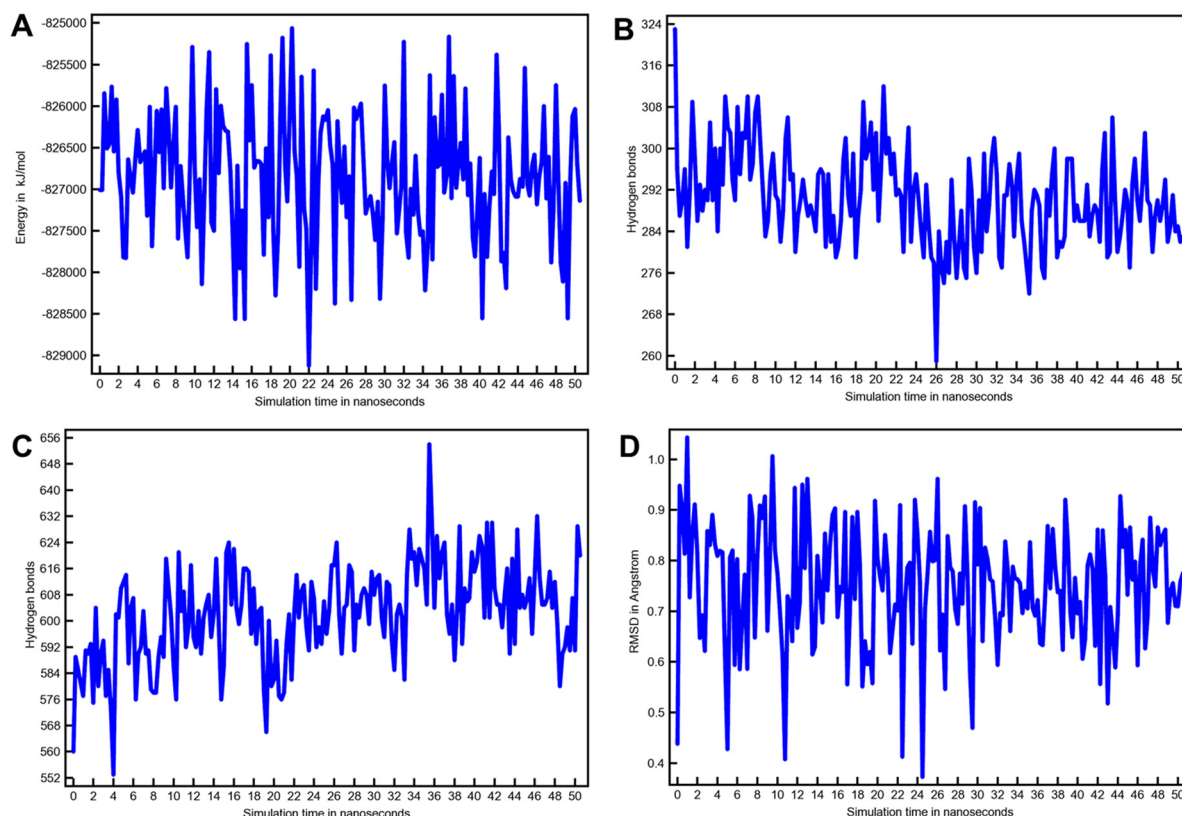 A
Energy in kJ/mol
-825000
-825500
-826000
-826500
-827000
-827500
-828000
-828500
-829000
0 2 4 6 8 10 12 14 16 18 20 22 24 26 28 30 32 34 36 38 40 42 44 46 48 50
Simulation time in nanoseconds
B
Hydrogen bonds
324
316
308
300
292
284
276
268
260
0 2 4 6 8 10 12 14 16 18 20 22 24 26 28 30 32 34 36 38 40 42 44 46 48 50
Simulation time in nanoseconds
C
Hydrogen bonds
656
648
640
632
624
616
608
600
592
584
576
568
560
552
0 2 4 6 8 10 12 14 16 18 20 22 24 26 28 30 32 34 36 38 40 42 44 46 48 50
Simulation time in nanoseconds
D
RMSD in Angstrom
1.0
0.9
0.8
0.7
0.6
0.5
0.4
0 2 4 6 8 10 12 14 16 18 20 22 24 26 28 30 32 34 36 38 40 42 44 46 48 50
Simulation time in nanoseconds